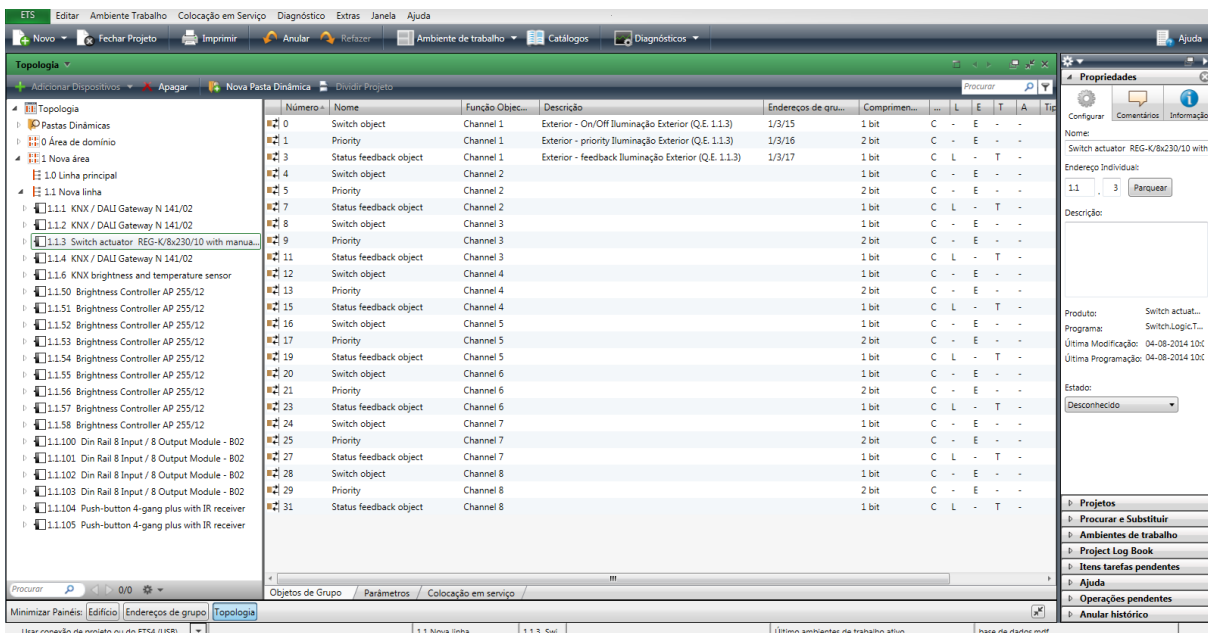 ETS Editar Ambiente Trabalho Colocação em Serviço Diagnóstico Extras Janela Ajuda
Novo Fechar Projeto Imprimir Anular Refazer Ambiente de trabalho Catálogos Diagnósticos Ajuda
Topologia
Adicionar Dispositivos Apagar Nova Pasta Dinâmica Dividir Projeto Procurar
Topologia
Pastas Dinâmicas
0 Área de domínio
1 Nova área
1.0 Linha principal
1.1 Nova linha
1.1.1 KNX / DALI Gateway N 141/02
1.1.2 KNX / DALI Gateway N 141/02
1.1.3 Switch actuator REG-K/8x230/10 with manua...
1.1.4 KNX / DALI Gateway N 141/02
1.1.6 KNX brightness and temperature sensor
1.1.50 Brightness Controller AP 255/12
1.1.51 Brightness Controller AP 255/12
1.1.52 Brightness Controller AP 255/12
1.1.53 Brightness Controller AP 255/12
1.1.54 Brightness Controller AP 255/12
1.1.55 Brightness Controller AP 255/12
1.1.56 Brightness Controller AP 255/12
1.1.57 Brightness Controller AP 255/12
1.1.58 Brightness Controller AP 255/12
1.1.100 Din Rail 8 Input / 8 Output Module - B02
1.1.101 Din Rail 8 Input / 8 Output Module - B02
1.1.102 Din Rail 8 Input / 8 Output Module - B02
1.1.103 Din Rail 8 Input / 8 Output Module - B02
1.1.104 Push-button 4-gang plus with IR receiver
1.1.105 Push-button 4-gang plus with IR receiver
Procurar 0/0
Número Nome Função Objec... Descrição Endereços de gru... Comprimen... ... L E T A Tip
0 Switch object Channel 1 Exterior - On/Off Iluminação Exterior (Q.E. 1.1.3) 1/3/15 1 bit C - E - -
1 Priority Channel 1 Exterior - priority Iluminação Exterior (Q.E. 1.1.3) 1/3/16 2 bit C - E - -
3 Status feedback object Channel 1 Exterior - feedback Iluminação Exterior (Q.E. 1.1.3) 1/3/17 1 bit C L - T -
4 Switch object Channel 2 1 bit C - E - -
5 Priority Channel 2 2 bit C - E - -
7 Status feedback object Channel 2 1 bit C L - T -
8 Switch object Channel 3 1 bit C - E - -
9 Priority Channel 3 2 bit C - E - -
11 Status feedback object Channel 3 1 bit C L - T -
12 Switch object Channel 4 1 bit C - E - -
13 Priority Channel 4 2 bit C - E - -
15 Status feedback object Channel 4 1 bit C L - T -
16 Switch object Channel 5 1 bit C - E - -
17 Priority Channel 5 2 bit C - E - -
19 Status feedback object Channel 5 1 bit C L - T -
20 Switch object Channel 6 1 bit C - E - -
21 Priority Channel 6 2 bit C - E - -
23 Status feedback object Channel 6 1 bit C L - T -
24 Switch object Channel 7 1 bit C - E - -
25 Priority Channel 7 2 bit C - E - -
27 Status feedback object Channel 7 1 bit C L - T -
28 Switch object Channel 8 1 bit C - E - -
29 Priority Channel 8 2 bit C - E - -
31 Status feedback object Channel 8 1 bit C L - T -
Objetos de Grupo Parâmetros Colocação em serviço
Propriedades
Configurar Comentários Informação
Nome:
Switch actuator REG-K/8x230/10 with
Endereço Individual:
1.1 . 3 Parquear
Descrição:
Produto: Switch actuat...
Programa: Switch.Logic.T...
Última Modificação: 04-08-2014 10:0
Última Programação: 04-08-2014 10:0
Estado:
Desconhecido
Projetos
Procurar e Substituir
Ambientes de trabalho
Project Log Book
Itens tarefas pendentes
Ajuda
Operações pendentes
Anular histórico
Minimizar Painéis: Edifício Endereços de grupo Topologia
Usar conexão de projeto ou do ETS4 (USB) 1.1 Nova linha 1.1.3 Swi Último ambientes de trabalho ativo base de dados.mdf